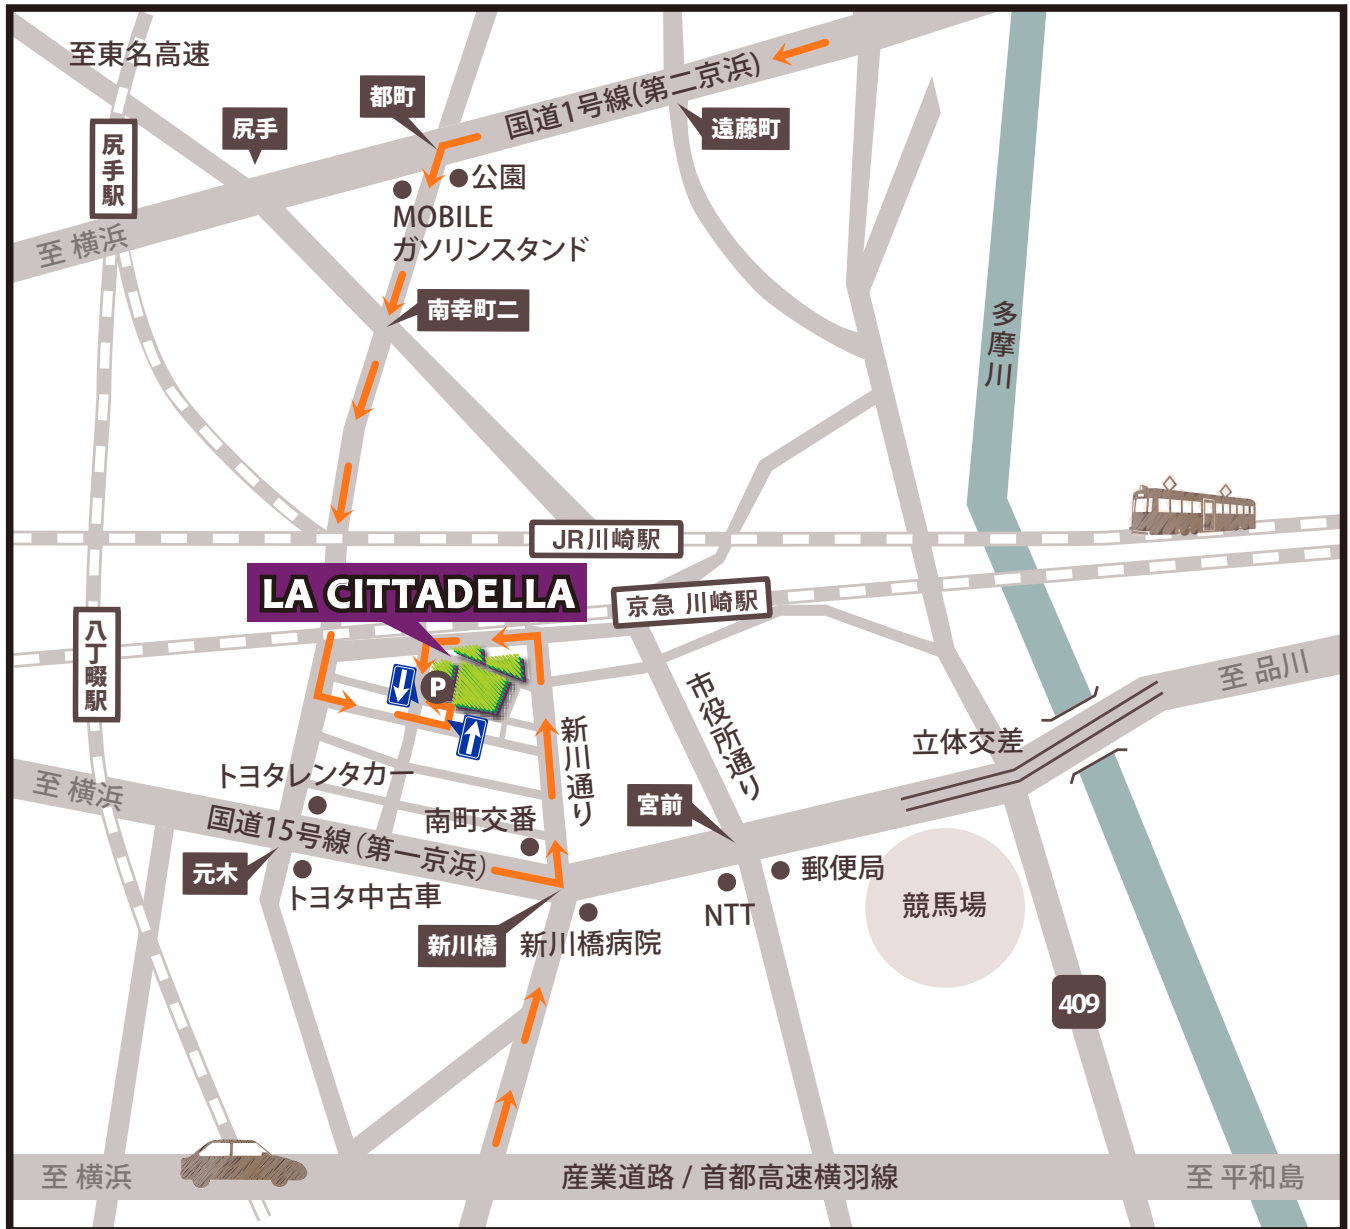 至東名高速
都町
尻手
国道1号線(第二京浜)
遠藤町
尻手駅
公園
MOBILE
ガソリンスタンド
至 横浜
南幸町二
多摩川
JR川崎駅
LA CITTADELLA
京急 川崎駅
八丁畷駅
P
市役所通り
至 品川
新川通り
立体交差
トヨタレンタカー
至 横浜
南町交番
宮前
国道15号線(第一京浜)
元木
トヨタ中古車
郵便局
NTT
競馬場
新川橋
新川橋病院
409
至 横浜
産業道路 / 首都高速横羽線
至 平和島